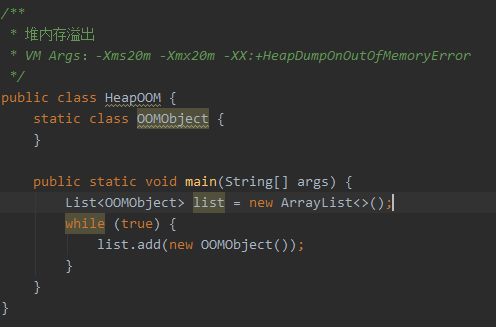 /**
 * 堆内存溢出
 * VM Args: -Xms20m -Xmx20m -XX:+HeapDumpOnOutOfMemoryError
 */
public class HeapOOM {
    static class OOMObject {
    }
    public static void main(String[] args) {
        List<OOMObject> list = new ArrayList<>();
        while (true) {
            list.add(new OOMObject());
        }
    }
}